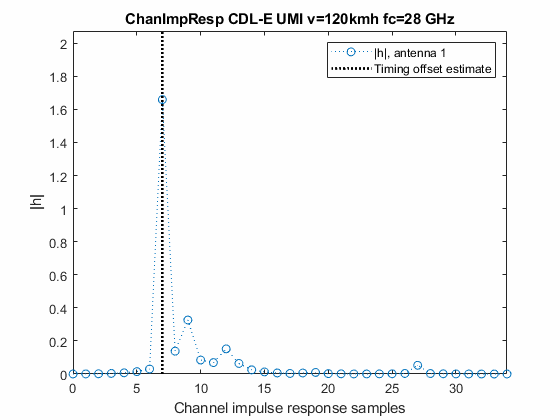 ChanImpResp CDL-E UMI v=120kmh fc=28 GHz
|h|, antenna 1
Timing offset estimate
2
1.8
1.6
1.4
1.2
1
0.8
0.6
0.4
0.2
0
|h|
0 5 10 15 20 25 30
Channel impulse response samples